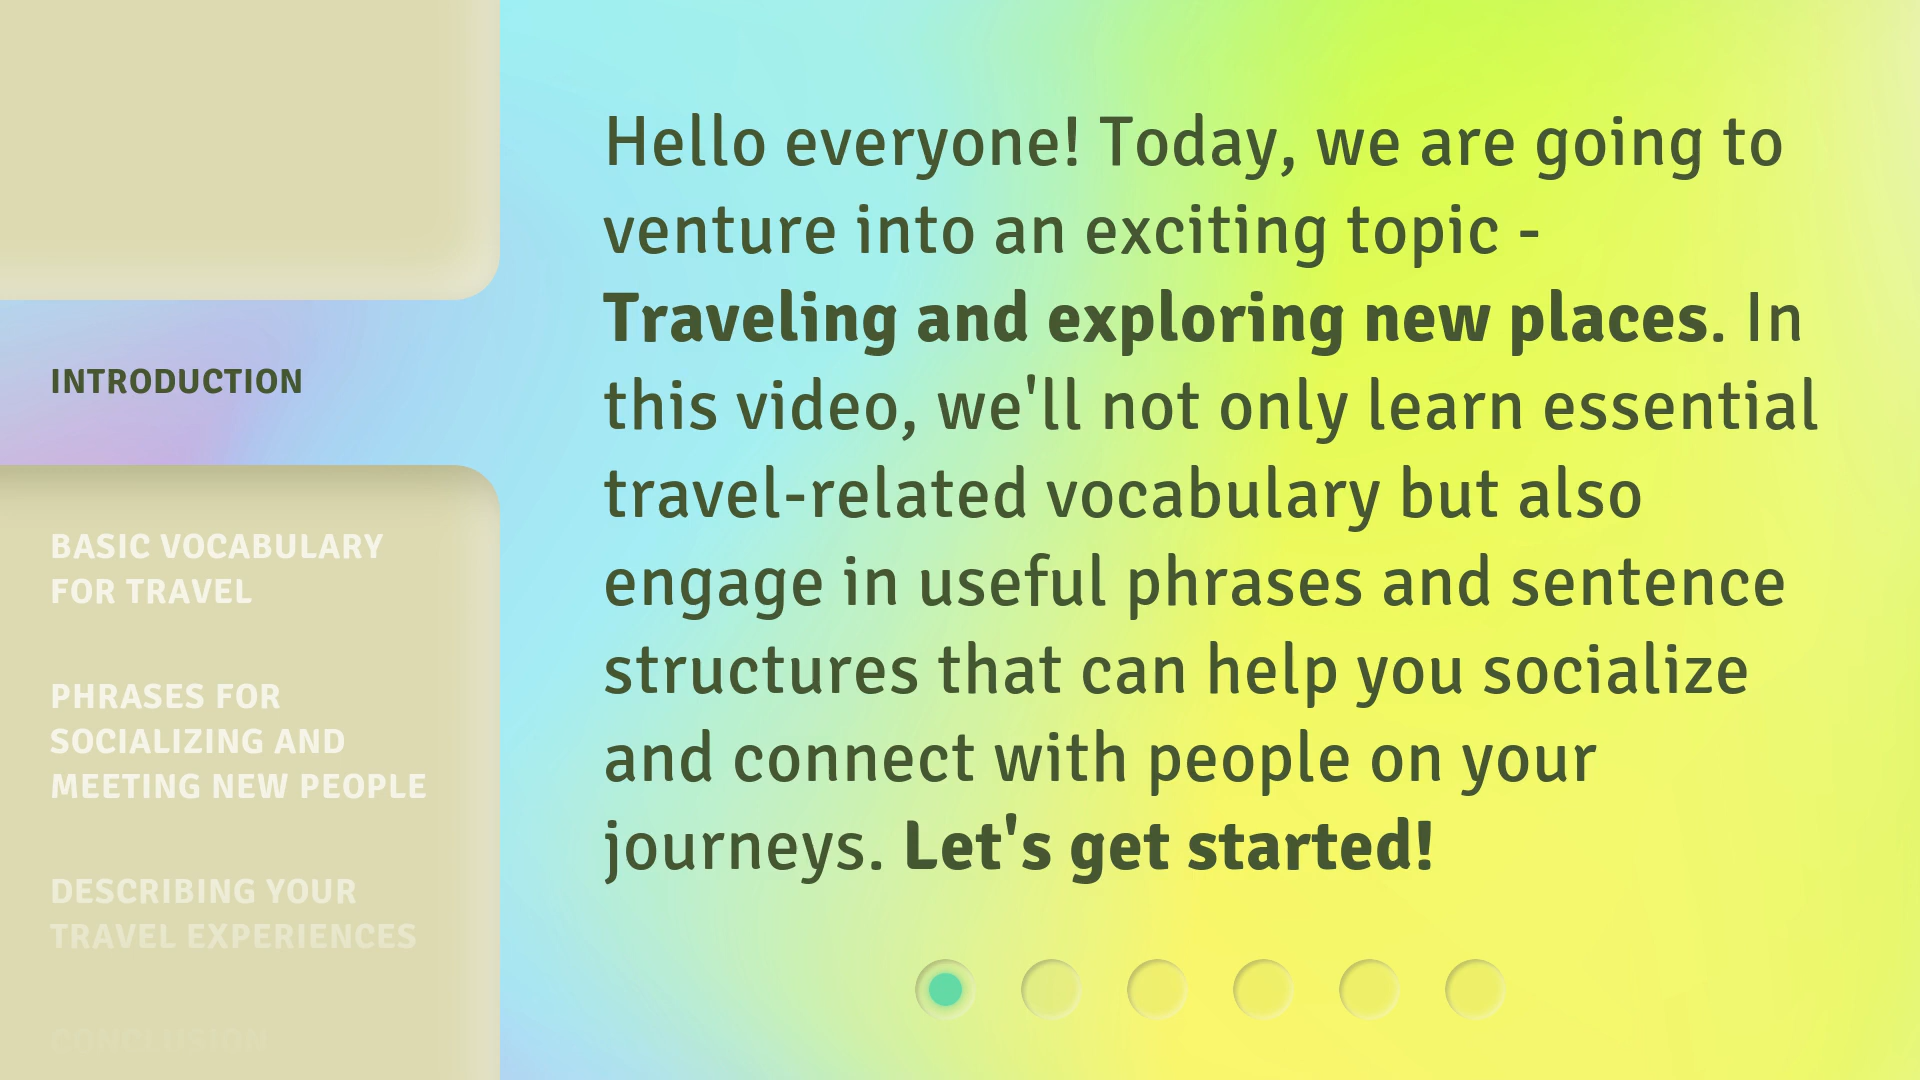 INTRODUCTION
BASIC VOCABULARY
FOR TRAVEL
PHRASES FOR
SOCIALIZING AND
MEETING NEW PEOPLE
DESCRIBING YOUR
TRAVEL EXPERIENCES
CONCLUSION
Hello everyone! Today, we are going to
venture into an exciting topic -
Traveling and exploring new places. In
this video, we'll not only learn essential
travel-related vocabulary but also
engage in useful phrases and sentence
structures that can help you socialize
and connect with people on your
journeys. Let's get started!